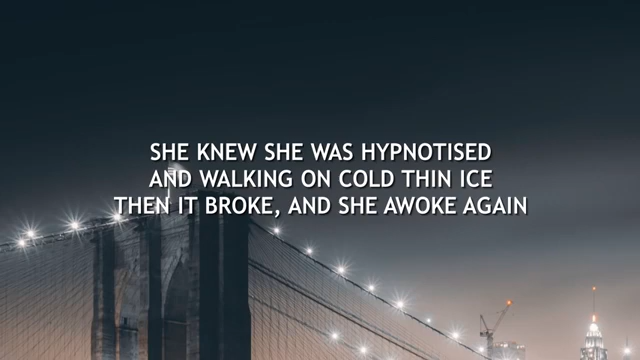 SHE KNEW SHE WAS HYPNOTISED
AND WALKING ON COLD THIN ICE
THEN IT BROKE, AND SHE AWOKE AGAIN